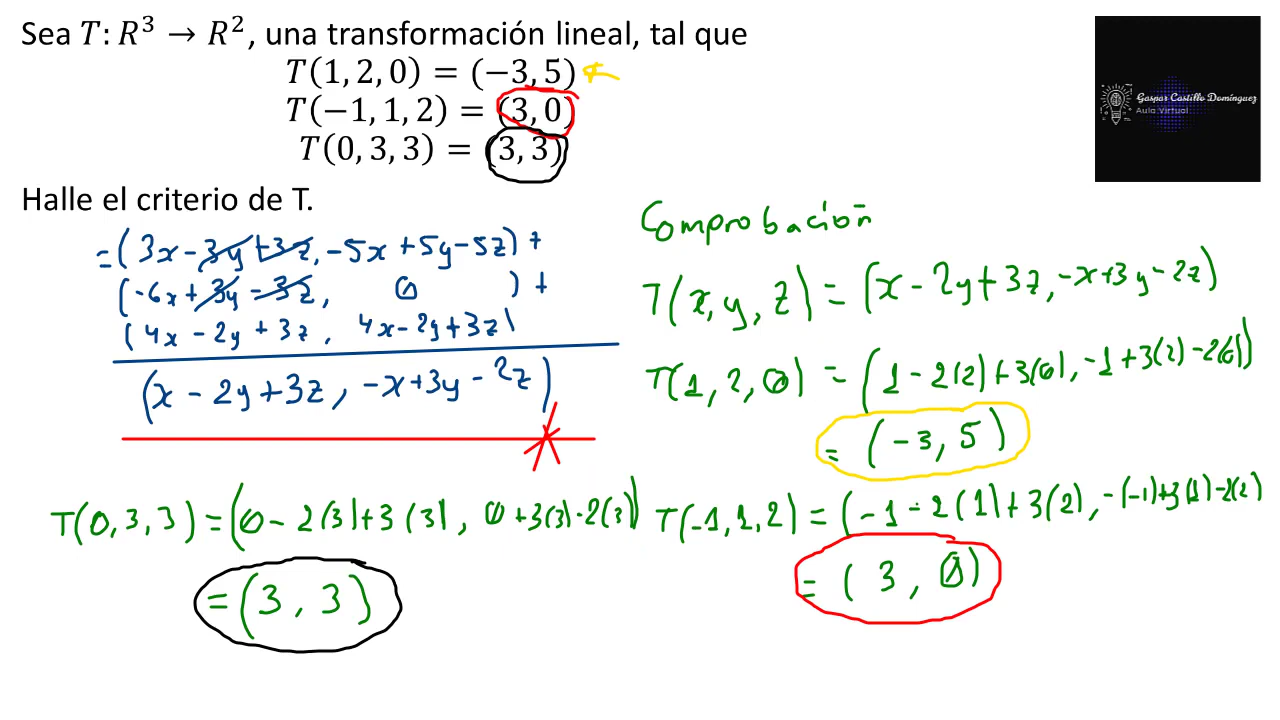 Sea T: R³ → R², una transformación lineal, tal que
T(1, 2, 0) = (−3, 5)
T(−1, 1, 2) = (3, 0)
T(0, 3, 3) = (3, 3)
Gaspar Castillo Domínguez
Aula Virtual
Halle el criterio de T.
=(3x - 3y + 3z, -5x + 5y - 5z) +
(-6x + 3y - 3z, 0 ) +
(4x - 2y + 3z, 4x - 2y + 3z)
(x - 2y + 3z, -x + 3y - 2z)
Comprobación
T(x, y, z) = (x - 2y + 3z, -x + 3y - 2z)
T(1, 2, 0) = (1 - 2(2) + 3(0), -1 + 3(2) - 2(0))
= (-3, 5)
T(-1, 1, 2) = (-1 - 2(1) + 3(2), -(-1) + 3(1) - 2(2)
= (3, 0)
T(0, 3, 3) = (0 - 2(3) + 3(3), 0 + 3(3) - 2(3))
= (3, 3)